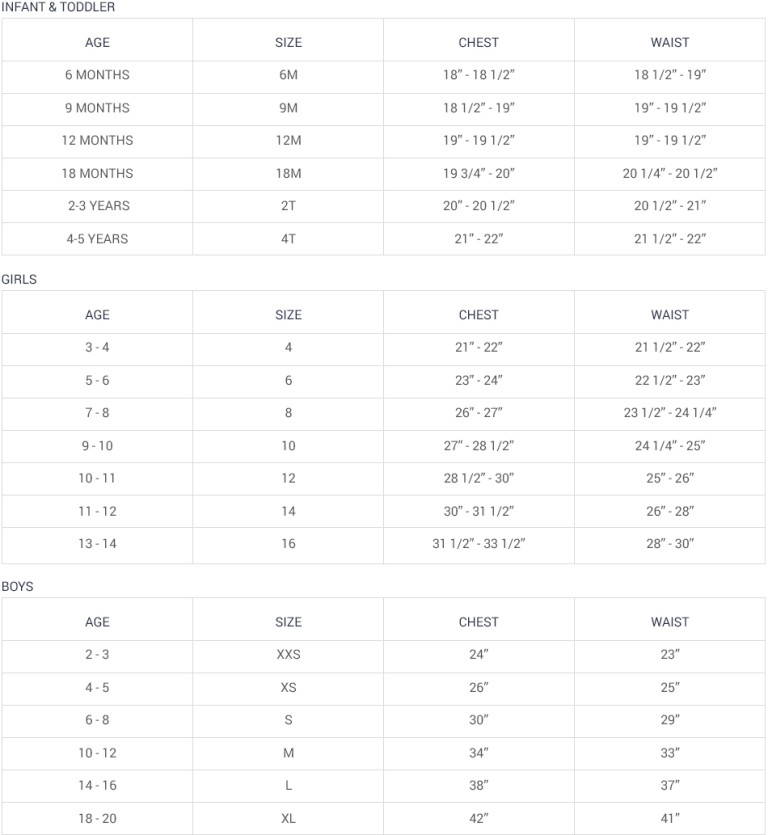 INFANT & TODDLER
AGE SIZE CHEST WAIST
6 MONTHS 6M 18” - 18 1/2” 18 1/2” - 19”
9 MONTHS 9M 18 1/2” - 19” 19” - 19 1/2”
12 MONTHS 12M 19” - 19 1/2” 19” - 19 1/2”
18 MONTHS 18M 19 3/4” - 20” 20 1/4” - 20 1/2”
2-3 YEARS 2T 20” - 20 1/2” 20 1/2” - 21”
4-5 YEARS 4T 21” - 22” 21 1/2” - 22”
GIRLS
AGE SIZE CHEST WAIST
3 - 4 4 21” - 22” 21 1/2” - 22”
5 - 6 6 23” - 24” 22 1/2” - 23”
7 - 8 8 26” - 27” 23 1/2” - 24 1/4”
9 - 10 10 27” - 28 1/2” 24 1/4” - 25”
10 - 11 12 28 1/2” - 30” 25” - 26”
11 - 12 14 30” - 31 1/2” 26” - 28”
13 - 14 16 31 1/2” - 33 1/2” 28” - 30”
BOYS
AGE SIZE CHEST WAIST
2 - 3 XXS 24” 23”
4 - 5 XS 26” 25”
6 - 8 S 30” 29”
10 - 12 M 34” 33”
14 - 16 L 38” 37”
18 - 20 XL 42” 41”